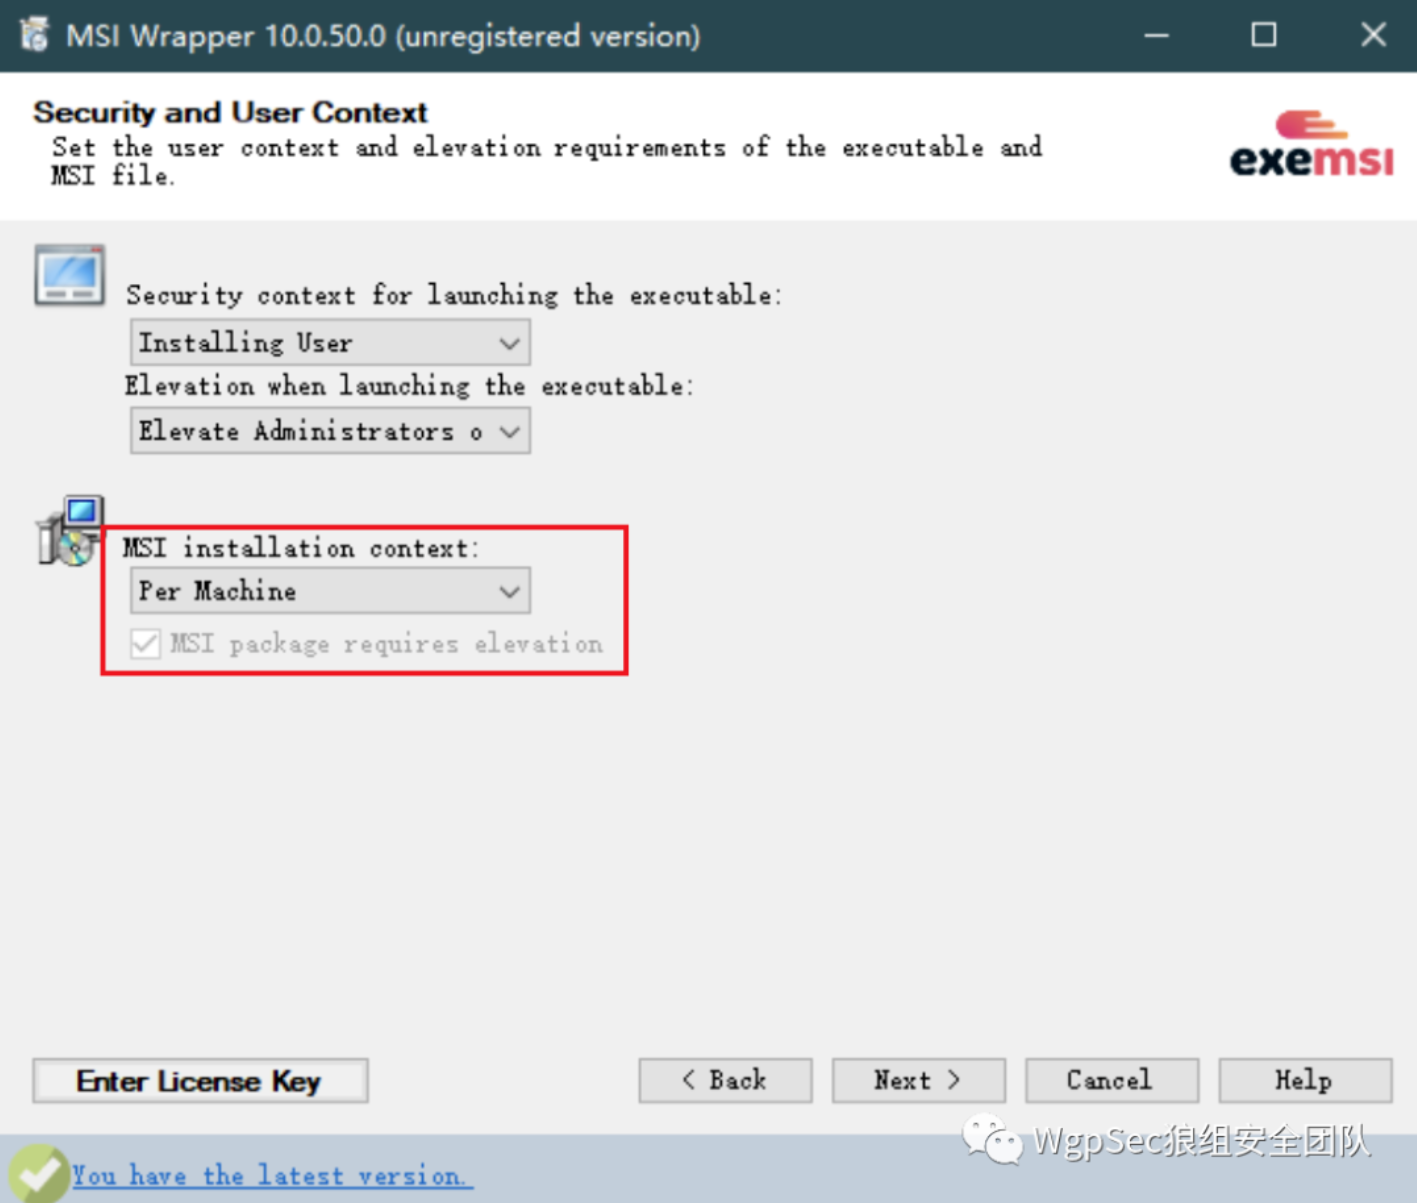 MSI Wrapper 10.0.50.0 (unregistered version)
Security and User Context
Set the user context and elevation requirements of the executable and
MSI file.
exemsi
Security context for launching the executable:
Installing User
Elevation when launching the executable:
Elevate Administrators o
MSI installation context:
Per Machine
MSI package requires elevation
Enter License Key
< Back
Next >
Cancel
Help
WgpSec狼组安全团队
You have the latest version.